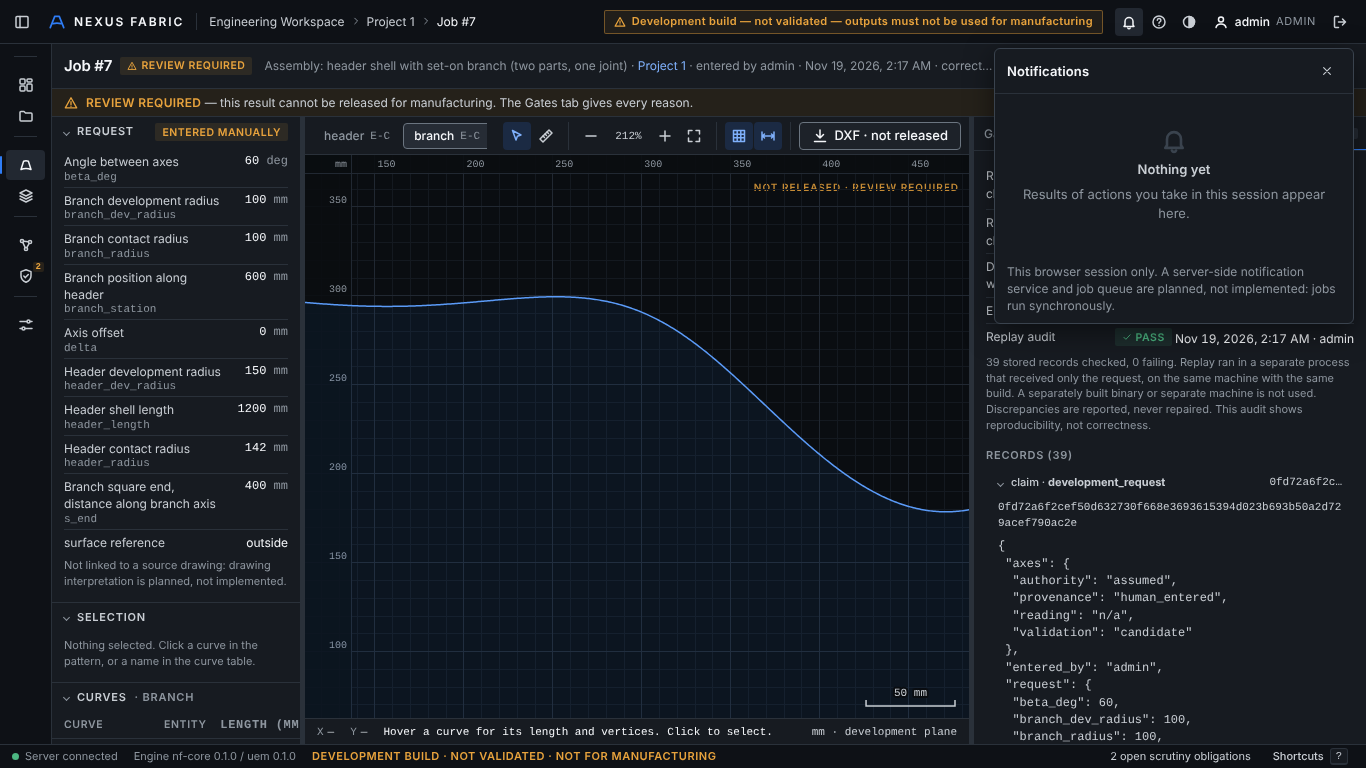 NEXUS FABRIC
Engineering Workspace
Project 1
Job #7
Development build — not validated — outputs must not be used for manufacturing
admin ADMIN
Job #7
REVIEW REQUIRED
Assembly: header shell with set-on branch (two parts, one joint) · Project 1 · entered by admin · Nov 19, 2026, 2:17 AM · correct...
REVIEW REQUIRED — this result cannot be released for manufacturing. The Gates tab gives every reason.
2
REQUEST
ENTERED MANUALLY
Angle between axes 60 deg
beta_deg
Branch development radius 100 mm
branch_dev_radius
Branch contact radius 100 mm
branch_radius
Branch position along 600 mm
header
branch_station
Axis offset 0 mm
delta
Header development radius 150 mm
header_dev_radius
Header shell length 1200 mm
header_length
Header contact radius 142 mm
header_radius
Branch square end, 400 mm
distance along branch axis
s_end
surface reference outside
Not linked to a source drawing: drawing
interpretation is planned, not implemented.
SELECTION
Nothing selected. Click a curve in the
pattern, or a name in the curve table.
CURVES · BRANCH
CURVE ENTITY LENGTH (MM
header E-C
branch E-C
212%
DXF · not released
mm 150 200 250 300 350 400 450
NOT RELEASED · REVIEW REQUIRED
350
300
250
200
150
100
50 mm
X — Y — Hover a curve for its length and vertices. Click to select. mm · development plane
Notifications
Nothing yet
Results of actions you take in this session appear
here.
This browser session only. A server-side notification
service and job queue are planned, not implemented: jobs
run synchronously.
Replay audit PASS Nov 19, 2026, 2:17 AM · admin
39 stored records checked, 0 failing. Replay ran in a separate process
that received only the request, on the same machine with the same
build. A separately built binary or separate machine is not used.
Discrepancies are reported, never repaired. This audit shows
reproducibility, not correctness.
RECORDS (39)
claim · development_request 0fd72a6f2c…
0fd72a6f2cef50d632730f668e3693615394d023b693b50a2d72
9acef790ac2e
{
"axes": {
"authority": "assumed",
"provenance": "human_entered",
"reading": "n/a",
"validation": "candidate"
},
"entered_by": "admin",
"request": {
"beta_deg": 60,
"branch_dev_radius": 100,
"branch_radius": 100,
Server connected
Engine nf-core 0.1.0 / uem 0.1.0
DEVELOPMENT BUILD · NOT VALIDATED · NOT FOR MANUFACTURING
2 open scrutiny obligations
Shortcuts ?